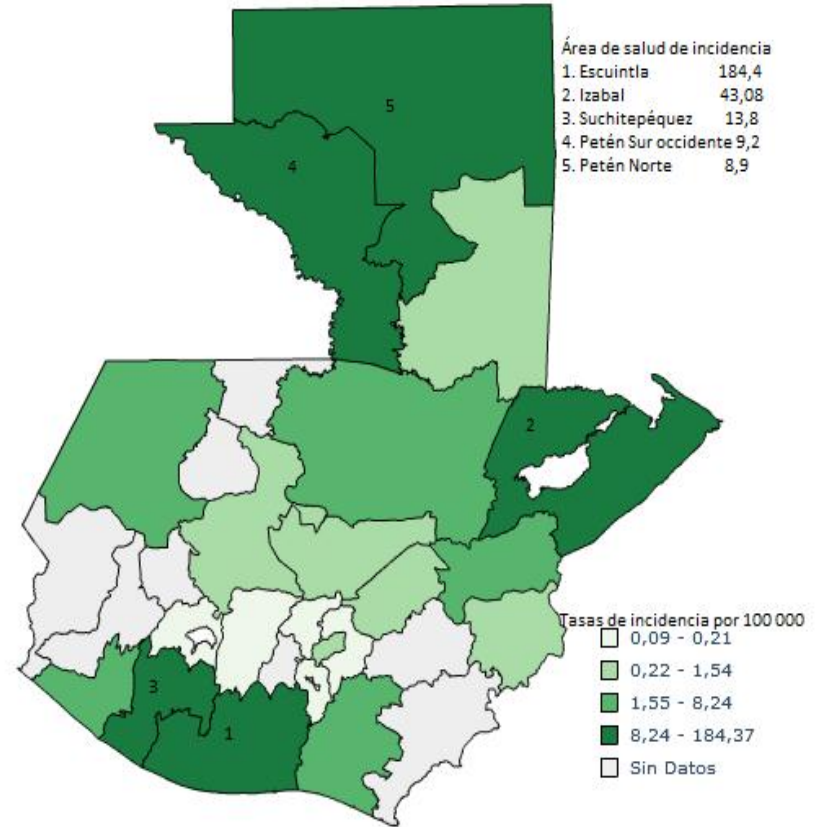 Área de salud de incidencia
1. Escuintla 184,4
2. Izabal 43,08
3. Suchitepéquez 13,8
4. Petén Sur occidente 9,2
5. Petén Norte 8,9
5
4
2
3
1
Tasas de incidencia por 100 000
0,09 - 0,21
0,22 - 1,54
1,55 - 8,24
8,24 - 184,37
Sin Datos